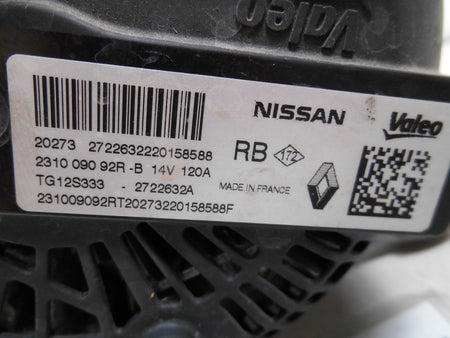 Valeo
NISSAN Valeo
20273 2722632220158588
2310 090 92R -B 14V 120A RB 172
TG12S333 - 2722632A MADE IN FRANCE
231009092RT20273220158588F